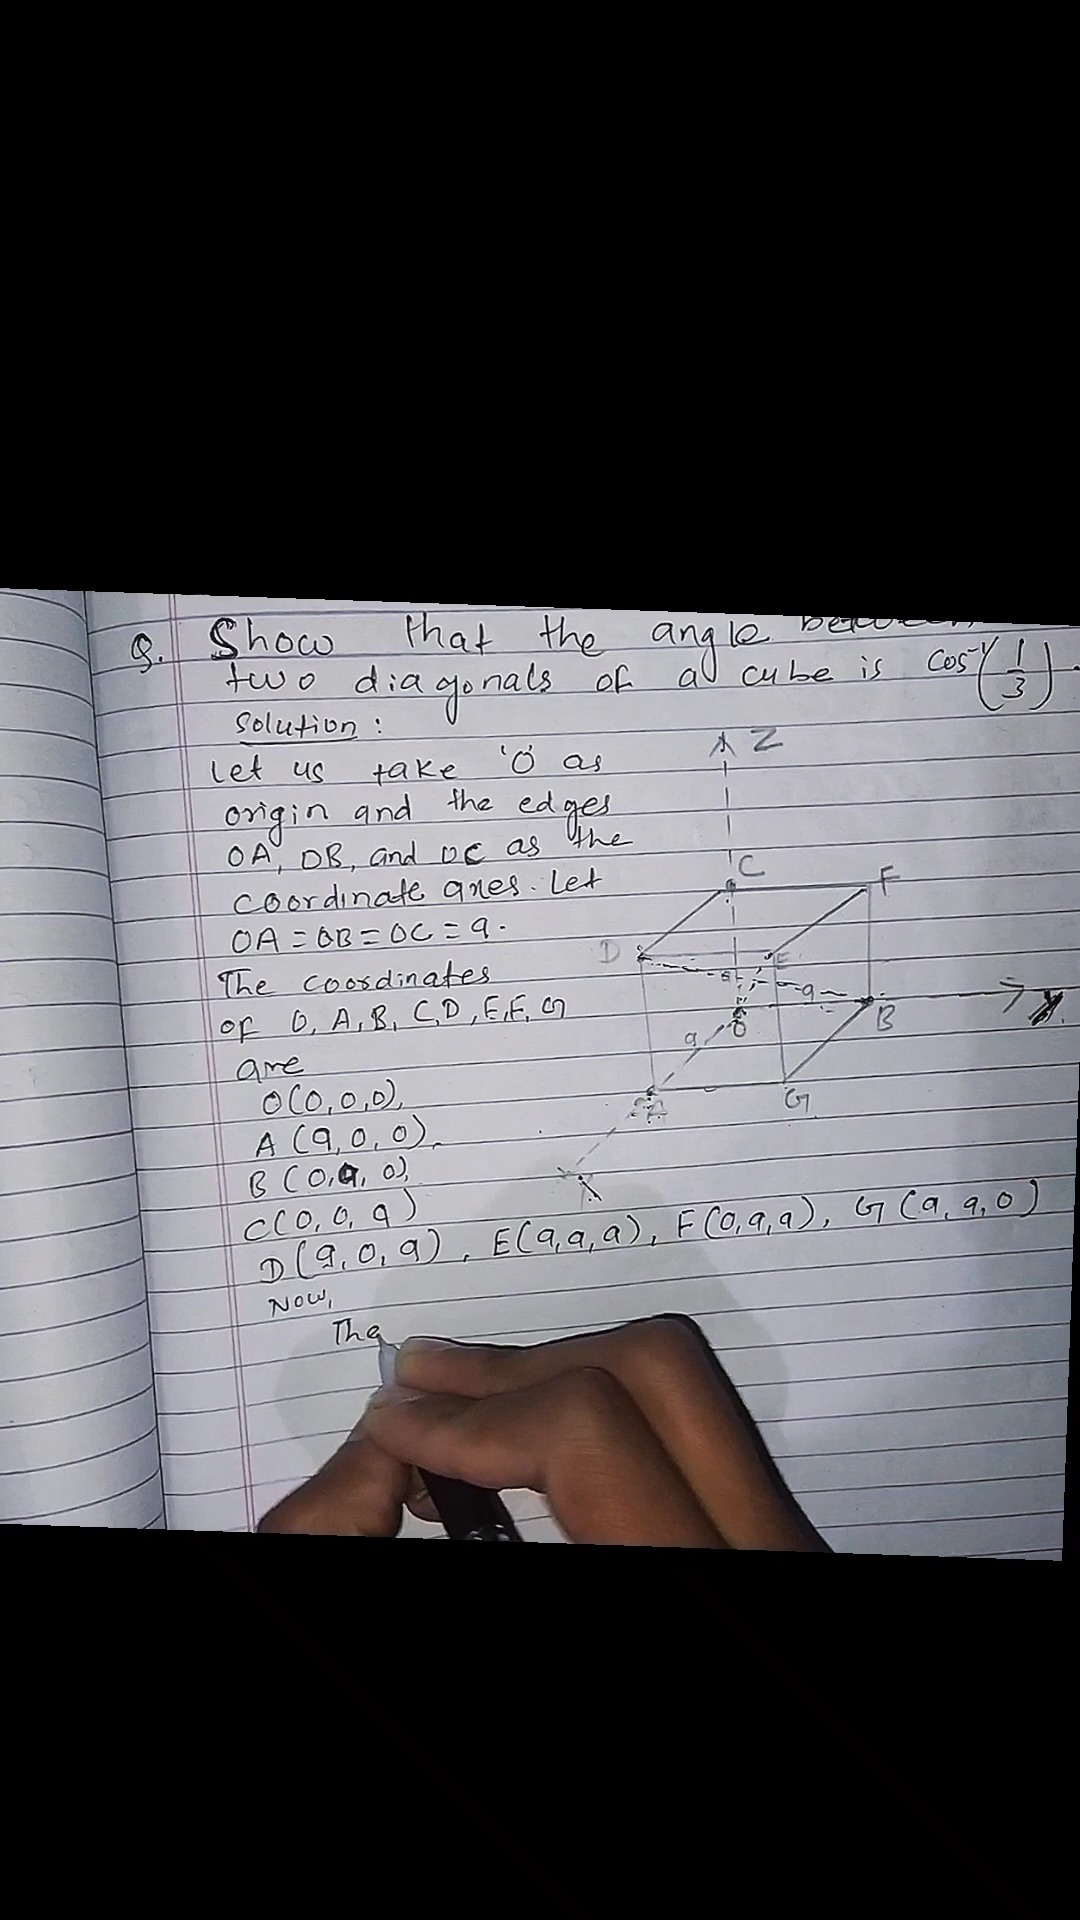 Q. Show that the angle between
two diagonals of a cube is cos⁻¹(1/3).
Solution:
Let us take 'O' as
origin and the edges
OA, OB, and OC as the
coordinate axes. Let
OA = OB = OC = a.
The coordinates
of O, A, B, C, D, E, F, G
are
O(0,0,0),
A (a, 0, 0),
B (0, a, 0),
C(0, 0, a)
D(a, 0, a), E(a, a, a), F(0, a, a), G(a, a, 0)
Now,
The
Z
C
F
D
E
a
a
B
O
a
A
G